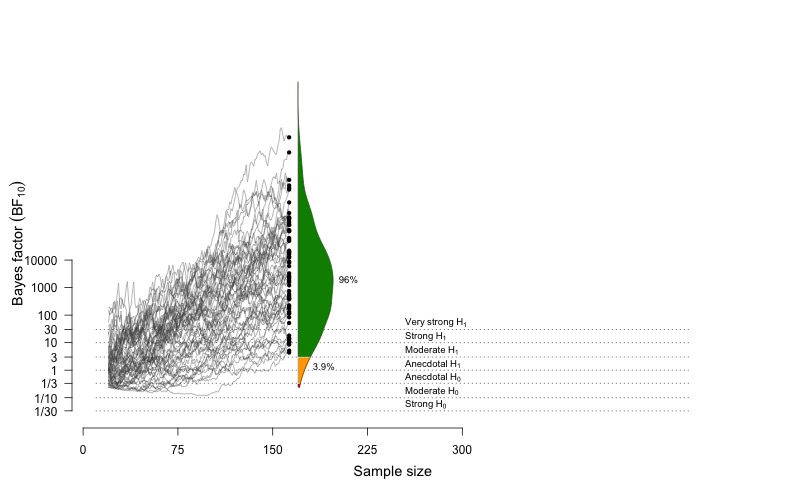 Bayes factor (BF₁₀)
10000
1000
100
30
10
3
1
1/3
1/10
1/30
96%
3.9%
Very strong H₁
Strong H₁
Moderate H₁
Anecdotal H₁
Anecdotal H₀
Moderate H₀
Strong H₀
0 75 150 225 300
Sample size